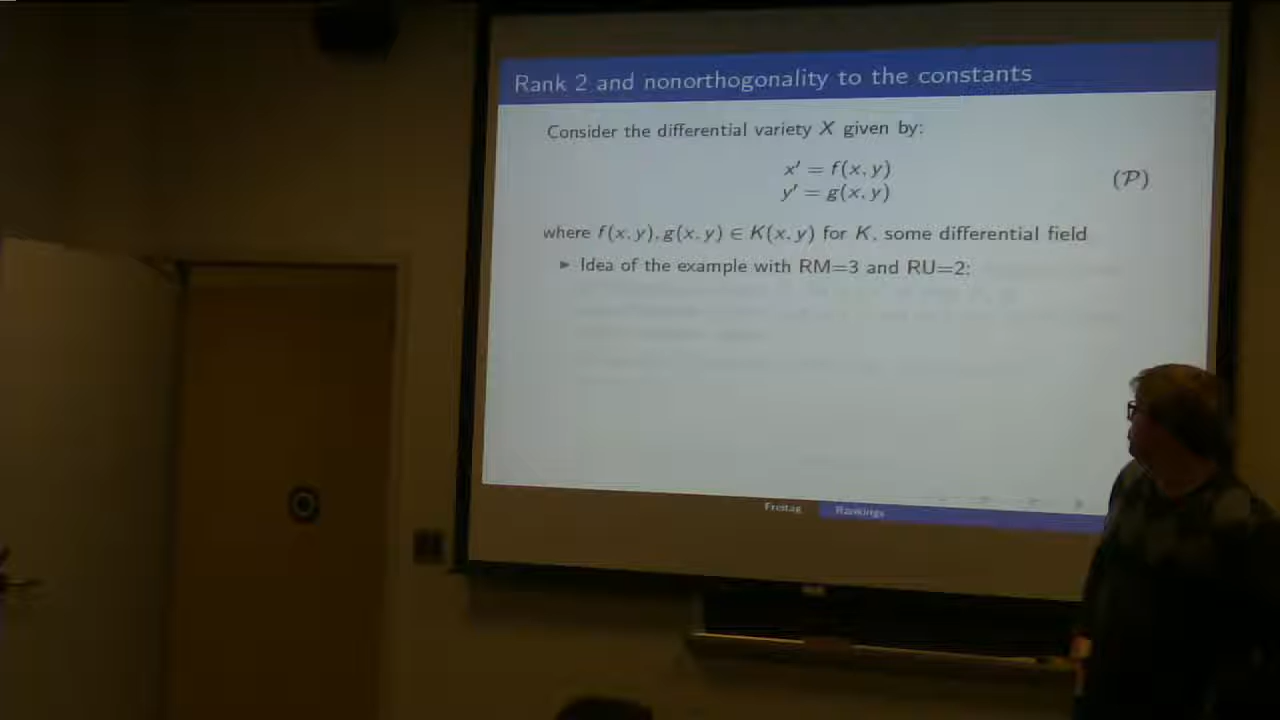 Rank 2 and nonorthogonality to the constants
Consider the differential variety X given by:
x′ = f(x, y)
y′ = g(x, y)
(P)
where f(x, y), g(x, y) ∈ K(x, y) for K, some differential field
► Idea of the example with RM=3 and RU=2:
Freitag Rankings